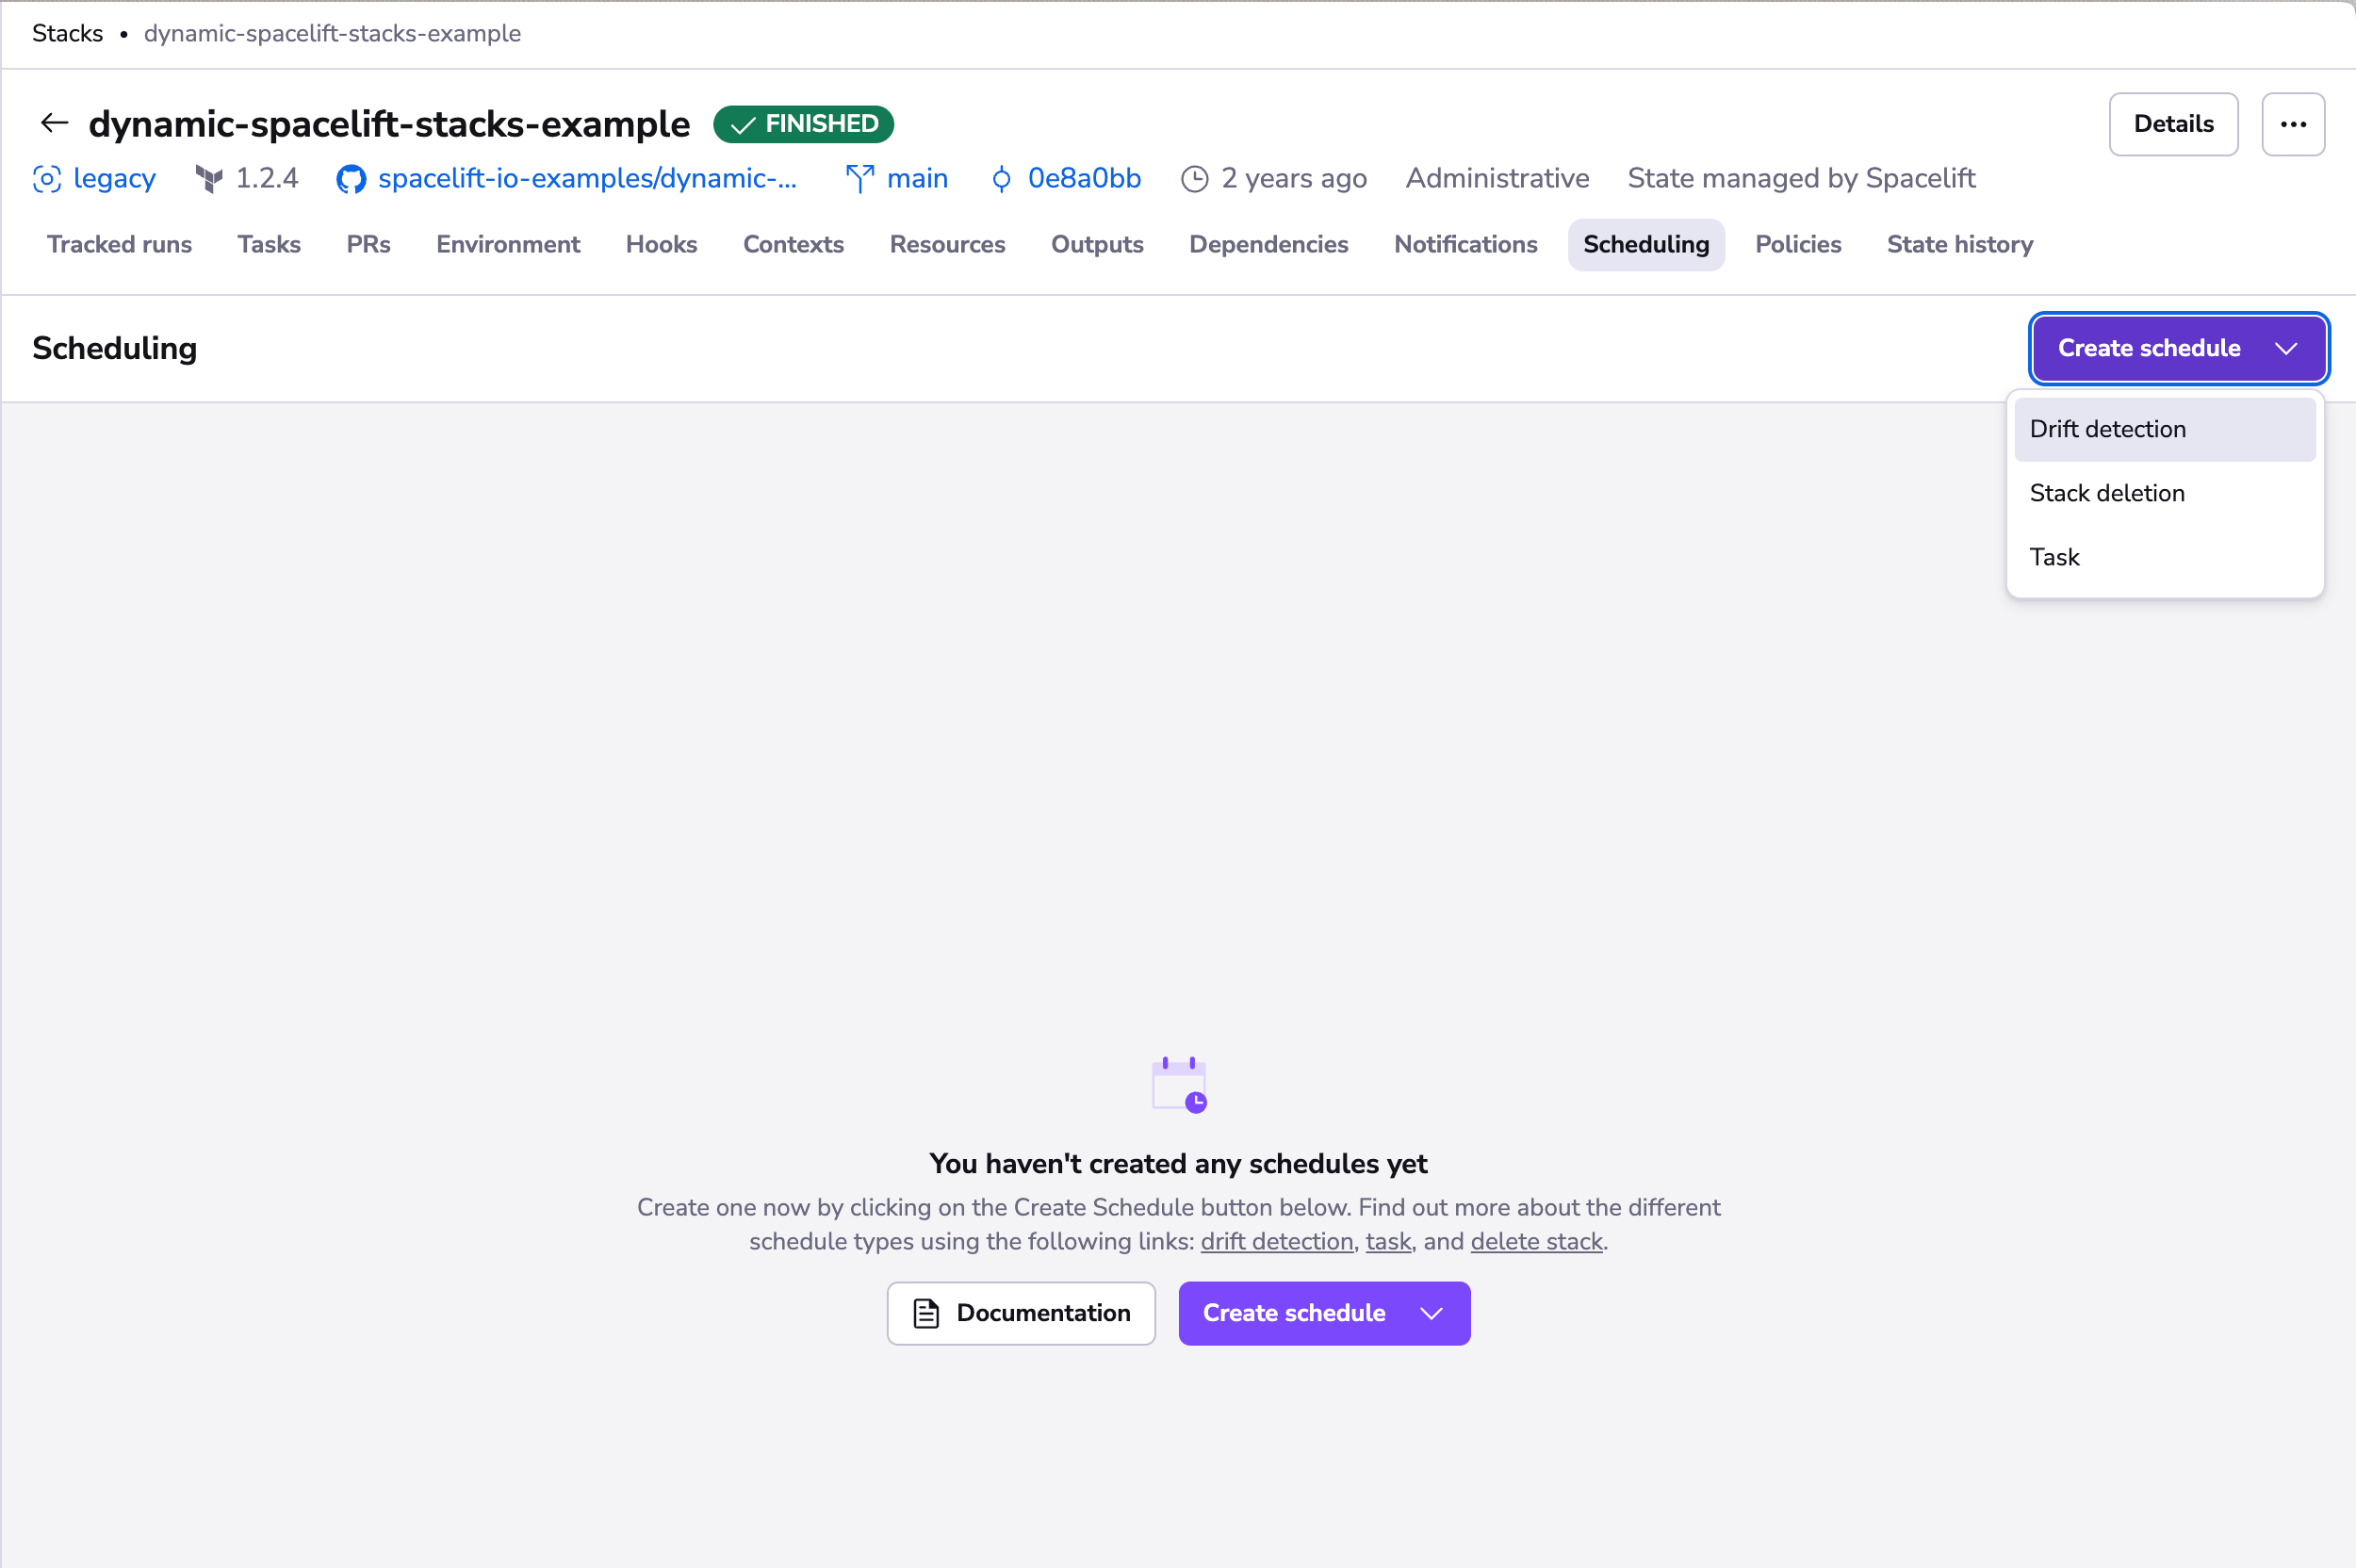 Stacks • dynamic-spacelift-stacks-example
dynamic-spacelift-stacks-example FINISHED Details
legacy 1.2.4 spacelift-io-examples/dynamic-... main 0e8a0bb 2 years ago Administrative State managed by Spacelift
Tracked runs Tasks PRs Environment Hooks Contexts Resources Outputs Dependencies Notifications Scheduling Policies State history
Scheduling Create schedule
Drift detection
Stack deletion
Task
You haven't created any schedules yet
Create one now by clicking on the Create Schedule button below. Find out more about the different
schedule types using the following links: drift detection, task, and delete stack.
Documentation Create schedule